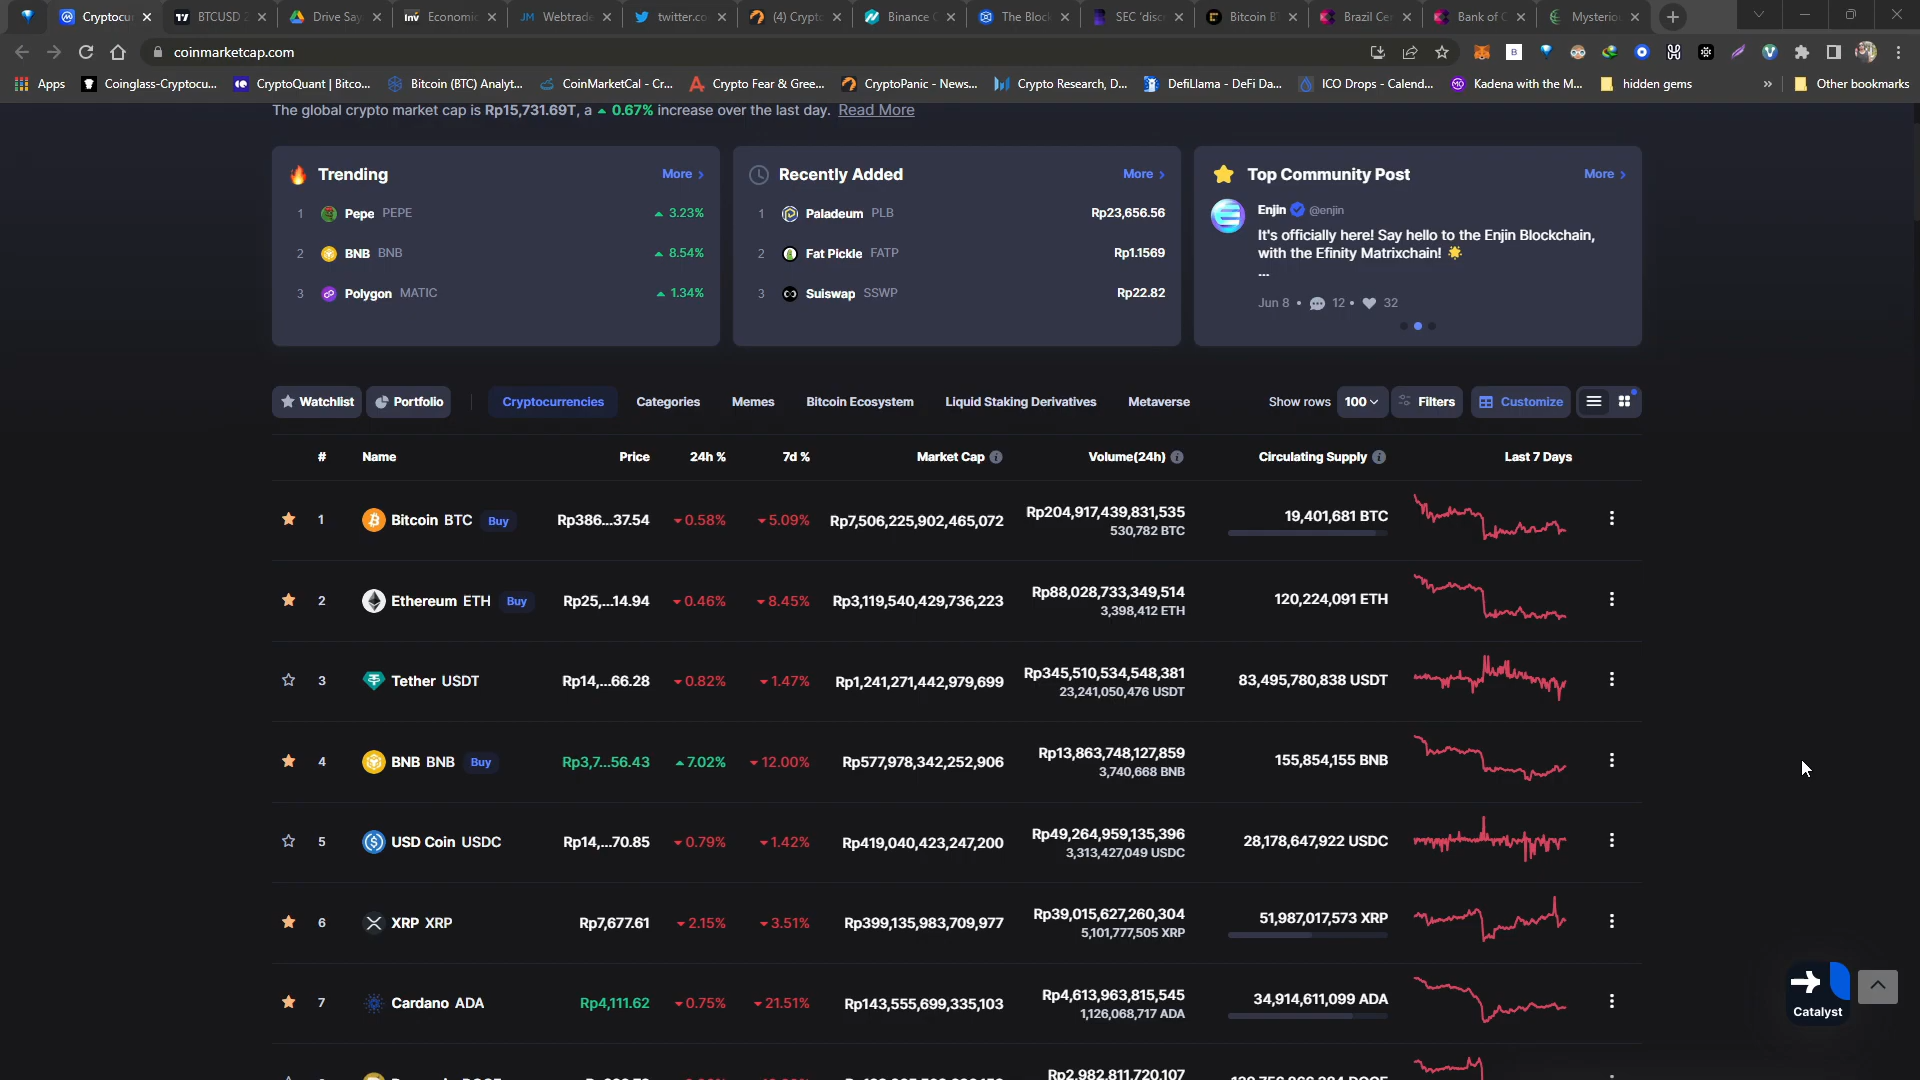 Cryptocu
BTCUSD 2
Drive Say
Economic
Webtrade
twitter.co
(4) Crypt
Binance C
The Block
SEC 'disc
Bitcoin B
Brazil Ce
Bank of C
Mysteriou
coinmarketcap.com
Apps
Coinglass-Cryptocu...
CryptoQuant | Bitco...
Bitcoin (BTC) Analyt...
CoinMarketCal - Cr...
Crypto Fear & Gree...
CryptoPanic - News...
Crypto Research, D...
DefiLlama - DeFi Da...
ICO Drops - Calend...
Kadena with the M...
hidden gems
»
Other bookmarks
The global crypto market cap is Rp15,731.69T, a 0.67% increase over the last day. Read More
Trending
More >
1 Pepe PEPE 3.23%
2 BNB BNB 8.54%
3 Polygon MATIC 1.34%
Recently Added
More >
1 Paladeum PLB Rp23,656.56
2 Fat Pickle FATP Rp1.1569
3 Suiswap SSWP Rp22.82
Top Community Post
More >
Enjin @enjin
It's officially here! Say hello to the Enjin Blockchain,
with the Efinity Matrixchain! 🌟
...
Jun 8 • 12 • 32
Watchlist Portfolio Cryptocurrencies Categories Memes Bitcoin Ecosystem Liquid Staking Derivatives Metaverse Show rows 100 Filters Customize
# Name Price 24h % 7d % Market Cap Volume(24h) Circulating Supply Last 7 Days
1 Bitcoin BTC Buy Rp386...37.54 0.58% 5.09% Rp7,506,225,902,465,072 Rp204,917,439,831,535 19,401,681 BTC
530,782 BTC
2 Ethereum ETH Buy Rp25,...14.94 0.46% 8.45% Rp3,119,540,429,736,223 Rp88,028,733,349,514 120,224,091 ETH
3,398,412 ETH
3 Tether USDT Rp14,...66.28 0.82% 1.47% Rp1,241,271,442,979,699 Rp345,510,534,548,381 83,495,780,838 USDT
23,241,050,476 USDT
4 BNB BNB Buy Rp3,7...56.43 7.02% 12.00% Rp577,978,342,252,906 Rp13,863,748,127,859 155,854,155 BNB
3,740,668 BNB
5 USD Coin USDC Rp14,...70.85 0.79% 1.42% Rp419,040,423,247,200 Rp49,264,959,135,396 28,178,647,922 USDC
3,313,427,049 USDC
6 XRP XRP Rp7,677.61 2.15% 3.51% Rp399,135,983,709,977 Rp39,015,627,260,304 51,987,017,573 XRP
5,101,777,505 XRP
7 Cardano ADA Rp4,111.62 0.75% 21.51% Rp143,555,699,335,103 Rp4,613,963,815,545 34,914,611,099 ADA
1,126,068,717 ADA
Catalyst
Rp2,982,811,720,107